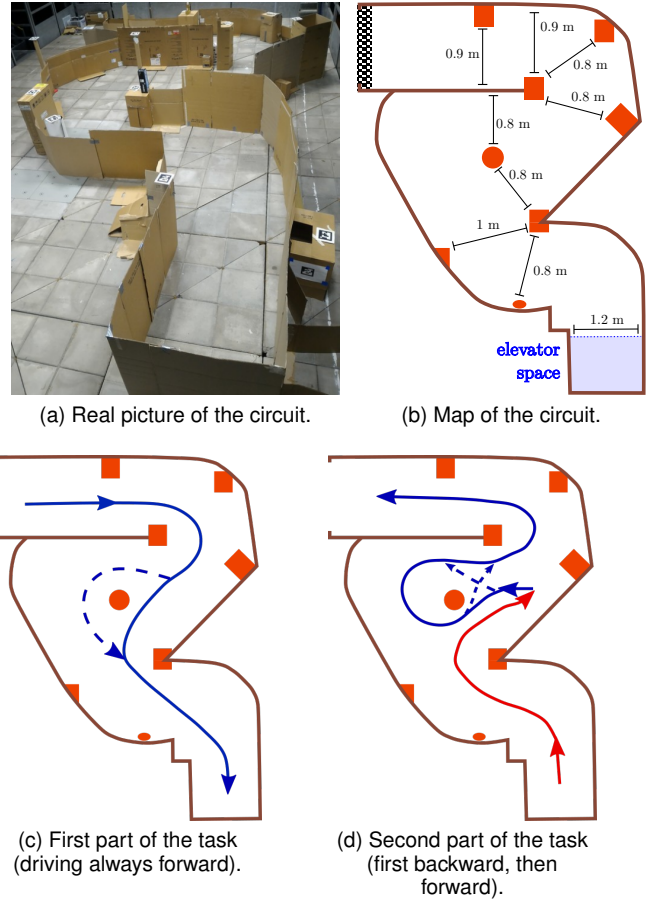 0.9 m
0.9 m
0.8 m
0.8 m
0.8 m
0.8 m
1 m
0.8 m
1.2 m
elevator
space
(a) Real picture of the circuit.
(b) Map of the circuit.
(c) First part of the task
(driving always forward).
(d) Second part of the task
(first backward, then
forward).